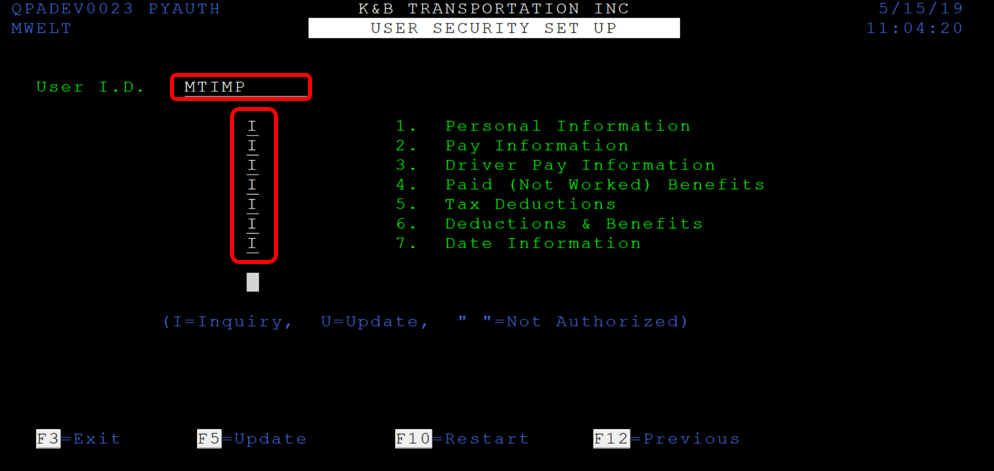 QPADEV0023 PYAUTH K&B TRANSPORTATION INC 5/15/19
MWELT USER SECURITY SET UP 11:04:20
User I.D. MTIMP
I 1. Personal Information
I 2. Pay Information
I 3. Driver Pay Information
I 4. Paid (Not Worked) Benefits
I 5. Tax Deductions
I 6. Deductions & Benefits
I 7. Date Information
(I=Inquiry, U=Update, " "=Not Authorized)
F3=Exit F5=Update F10=Restart F12=Previous